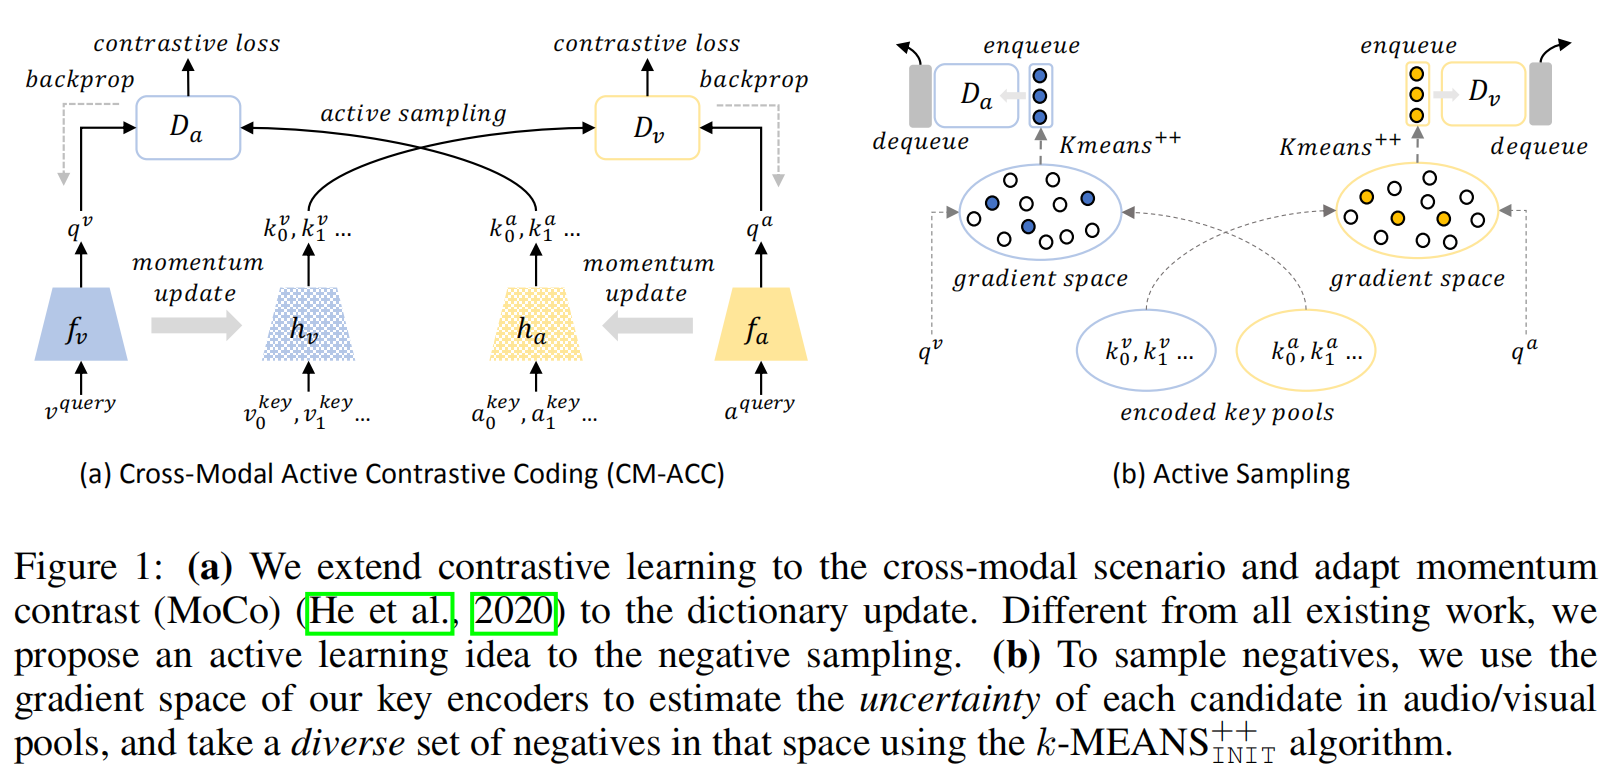 contrastive loss
contrastive loss
backprop
backprop
active sampling
D_a
D_v
q^v
k_0^v, k_1^v ...
k_0^a, k_1^a ...
q^a
momentum update
momentum update
f_v
h_v
h_a
f_a
v^query
v_0^key, v_1^key...
a_0^key, a_1^key...
a^query
(a) Cross-Modal Active Contrastive Coding (CM-ACC)
enqueue
enqueue
D_a
D_v
dequeue
Kmeans^++
Kmeans^++
dequeue
gradient space
gradient space
q^v
k_0^v, k_1^v ...
k_0^a, k_1^a ...
q^a
encoded key pools
(b) Active Sampling
Figure 1: (a) We extend contrastive learning to the cross-modal scenario and adapt momentum
contrast (MoCo) (He et al., 2020) to the dictionary update. Different from all existing work, we
propose an active learning idea to the negative sampling. (b) To sample negatives, we use the
gradient space of our key encoders to estimate the uncertainty of each candidate in audio/visual
pools, and take a diverse set of negatives in that space using the k-MEANS^++_INIT algorithm.